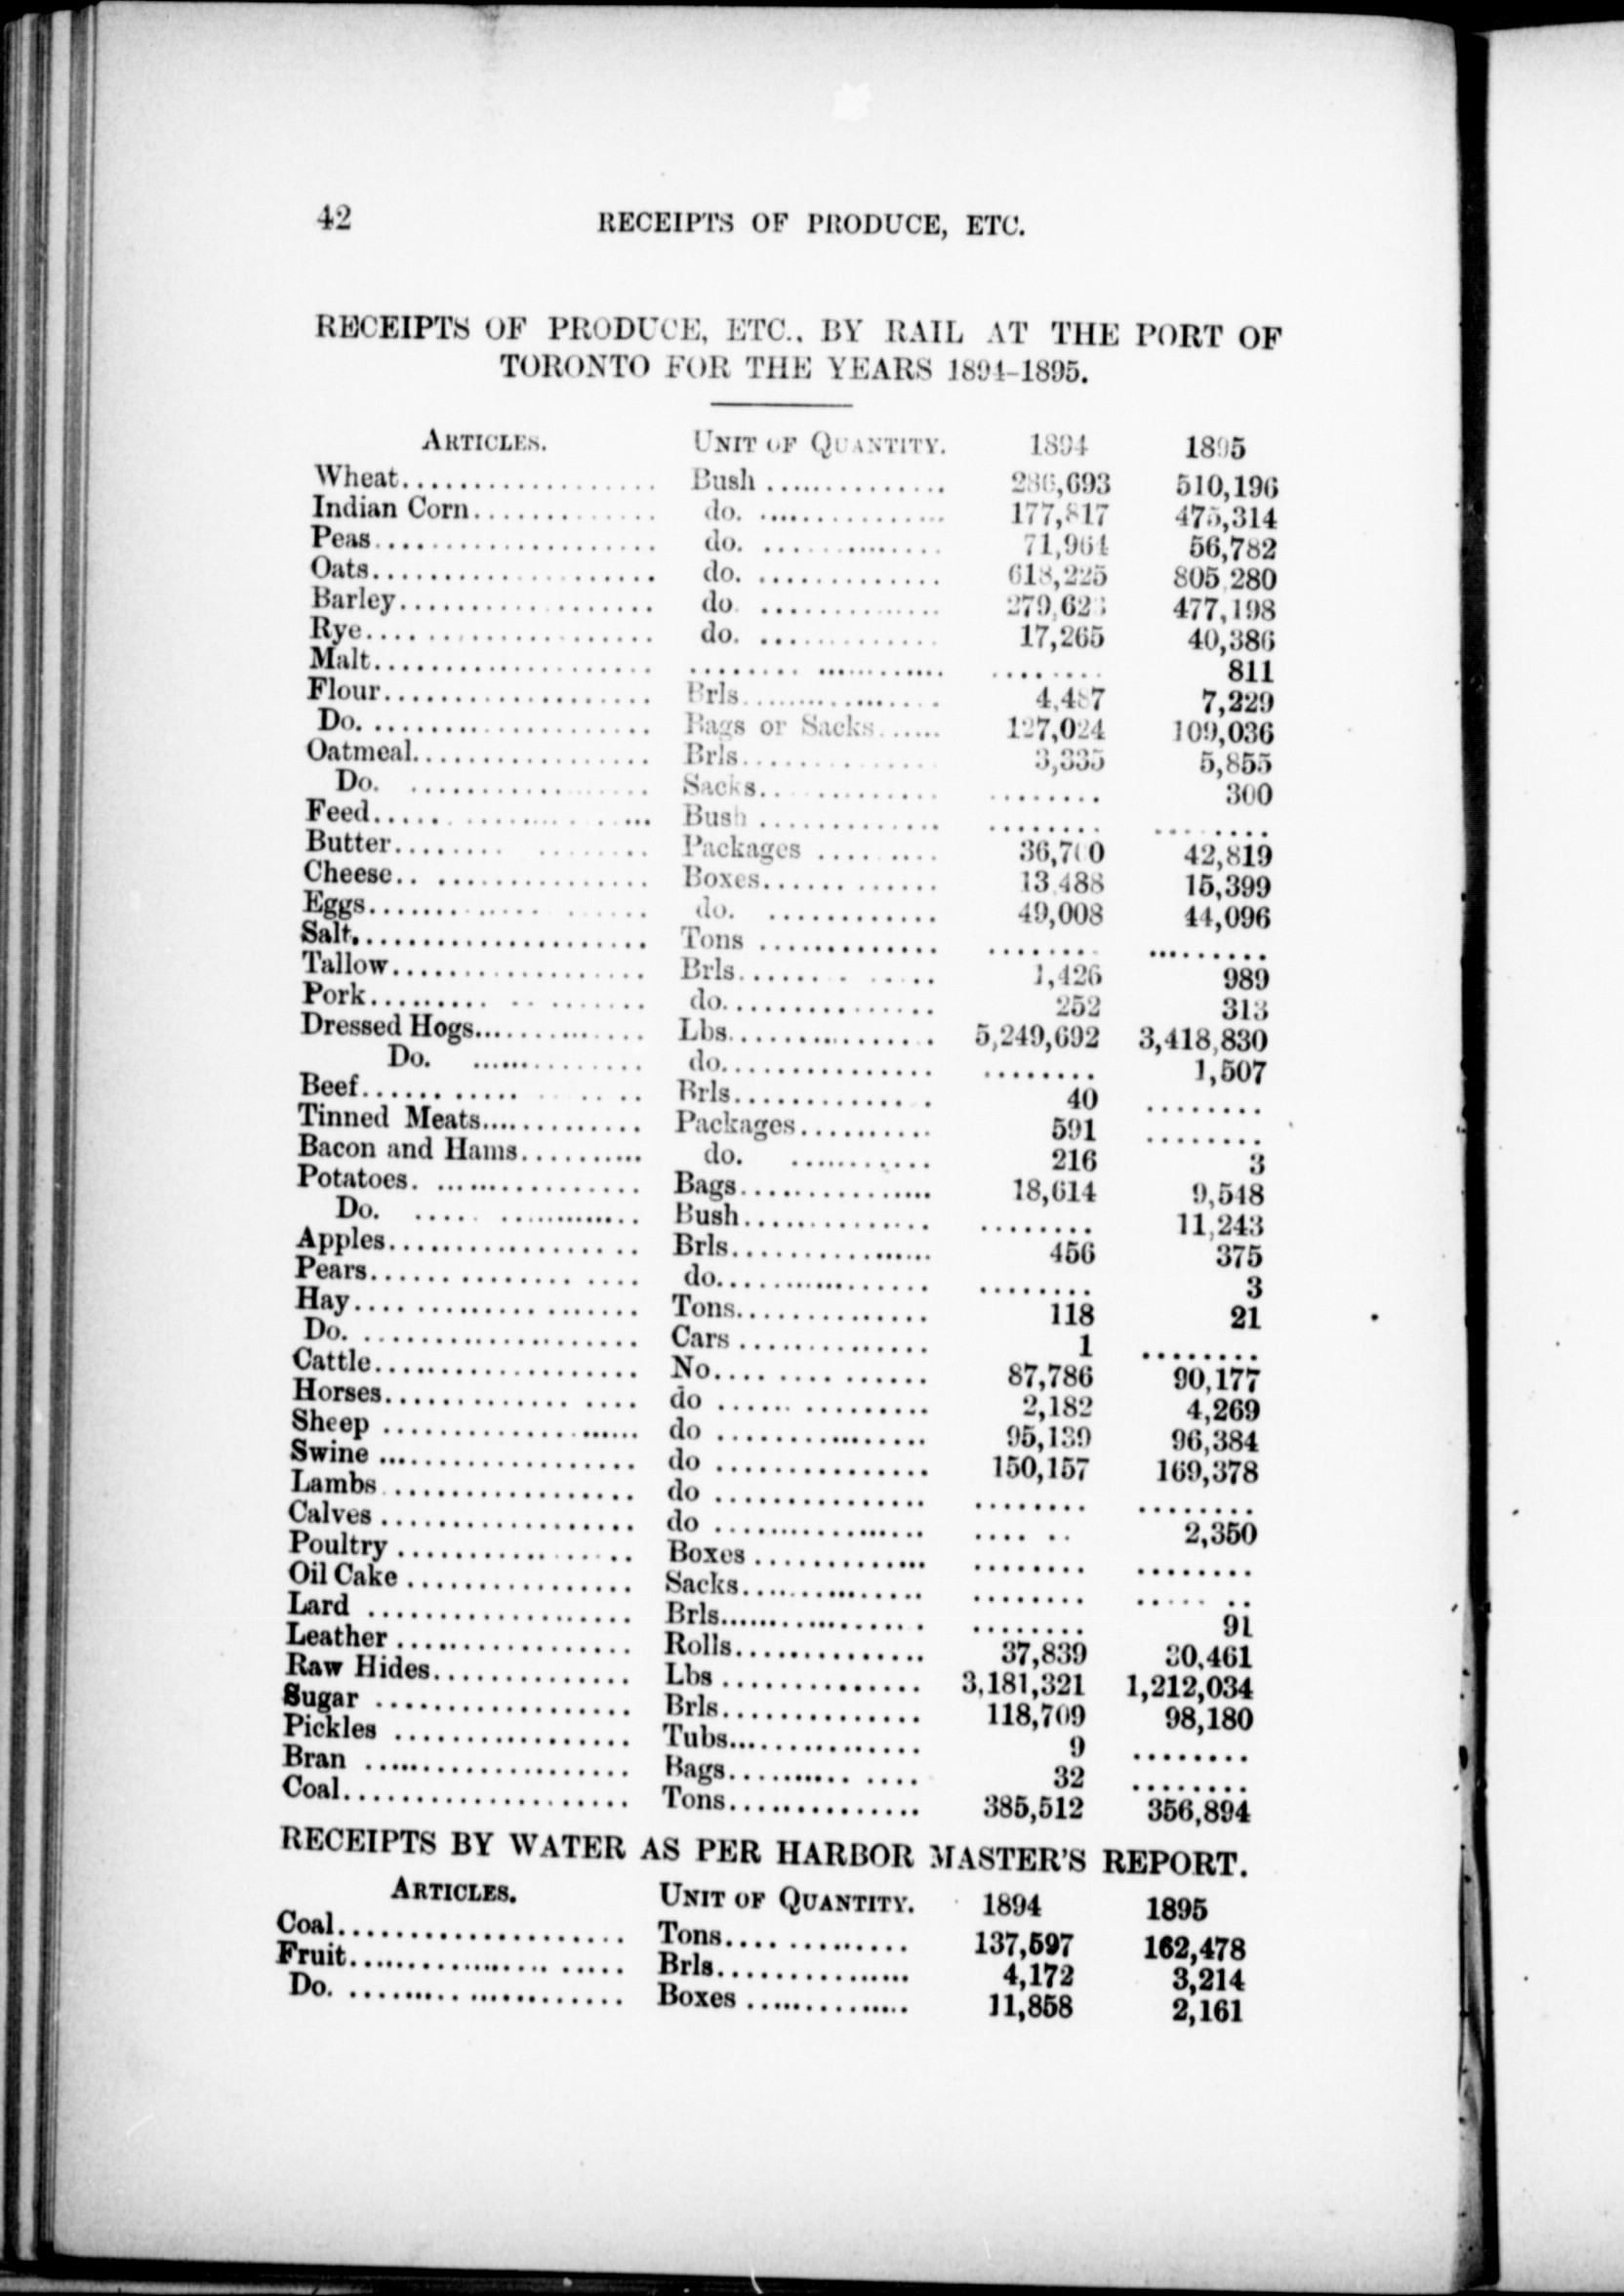 42 RECEIPTS OF PRODUCE, ETC.
RECEIPTS OF PRODUCE, ETC., BY RAIL AT THE PORT OF
TORONTO FOR THE YEARS 1894-1895.
ARTICLES. UNIT OF QUANTITY. 1894 1895
Wheat Bush 286,693 510,196
Indian Corn do. 177,817 475,314
Peas do. 71,964 56,782
Oats do. 618,225 805,280
Barley do. 477,198
Rye do. 17,265 40,386
Malt 811
Flour Brls 4,487 7,229
Do. Bags or Sacks 127,024 109,036
Oatmeal Brls 3,335 5,855
Do. Sacks 300
Feed Bush
Butter Packages 36,700 42,819
Cheese Boxes 13,488 15,399
Eggs do. 49,008 44,096
Salt Tons
Tallow Brls 1,426 989
Pork do. 252 313
Dressed Hogs Lbs 5,249,692 3,418,830
Do. do. 1,507
Beef Brls 40
Tinned Meats Packages 591
Bacon and Hams do. 216 3
Potatoes Bags 18,614 9,548
Do. Bush 11,243
Apples Brls 456 375
Pears do. 3
Hay Tons 118 21
Do. Cars 1
Cattle No. 87,786 90,177
Horses do 2,182 4,269
Sheep do 95,139 96,384
Swine do 150,157 169,378
Lambs do
Calves do 2,350
Poultry Boxes
Oil Cake Sacks
Lard Brls 91
Leather Rolls 37,839 30,461
Raw Hides Lbs 3,181,321 1,212,034
Sugar Brls 118,709 98,180
Pickles Tubs 9
Bran Bags 32
Coal Tons 385,512 356,894
RECEIPTS BY WATER AS PER HARBOR MASTER'S REPORT.
ARTICLES. UNIT OF QUANTITY. 1894 1895
Coal Tons 137,597 162,478
Fruit Brls 4,172 3,214
Do. Boxes 11,858 2,161